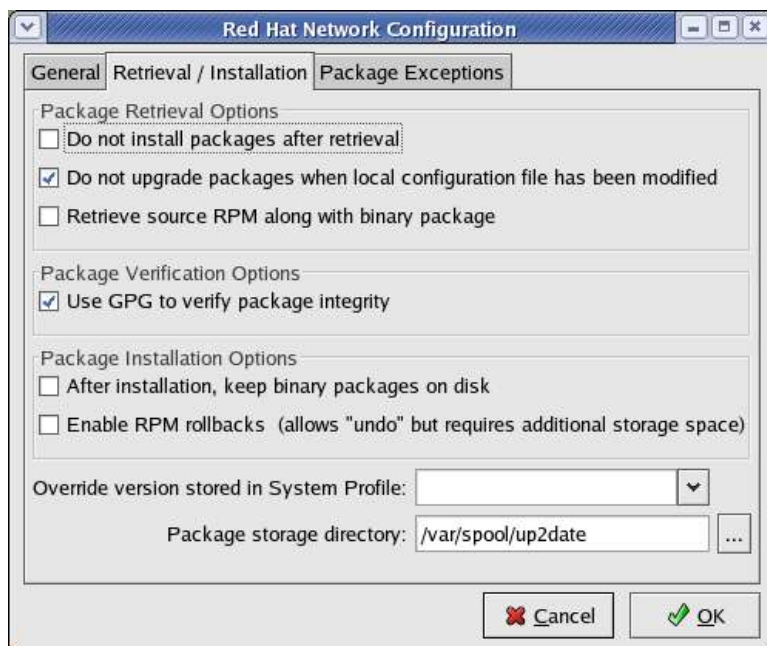 Red Hat Network Configuration
General Retrieval / Installation Package Exceptions
Package Retrieval Options
Do not install packages after retrieval
Do not upgrade packages when local configuration file has been modified
Retrieve source RPM along with binary package
Package Verification Options
Use GPG to verify package integrity
Package Installation Options
After installation, keep binary packages on disk
Enable RPM rollbacks (allows "undo" but requires additional storage space)
Override version stored in System Profile:
Package storage directory: /var/spool/up2date ...
Cancel OK